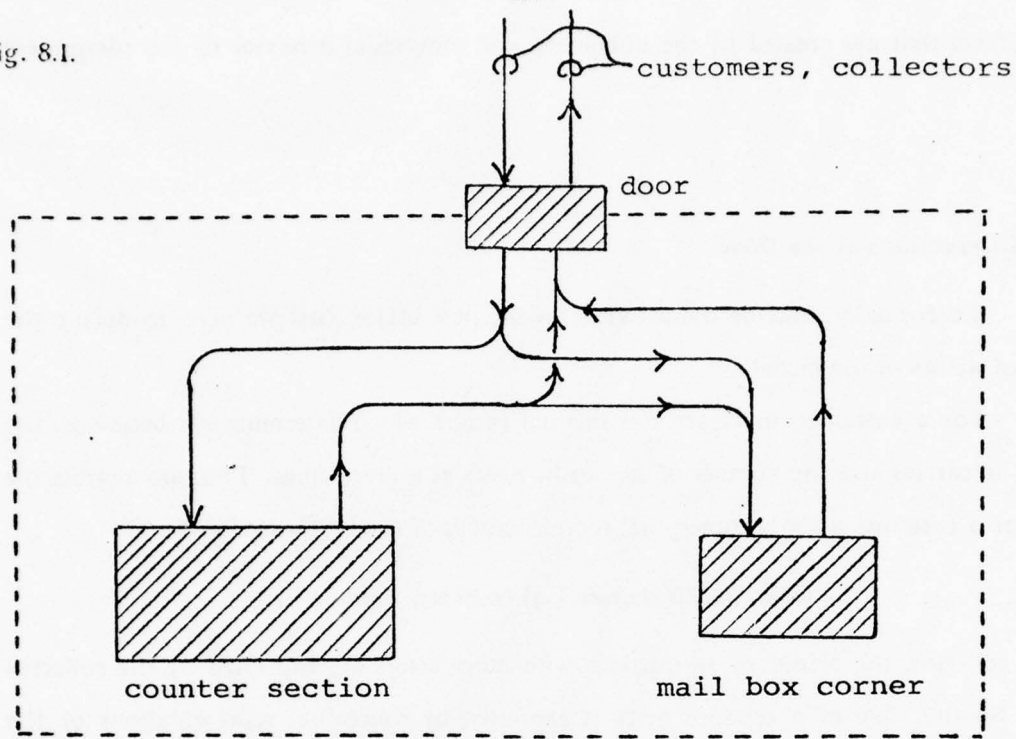 ig. 8.1.
customers, collectors
door
counter section
mail box corner